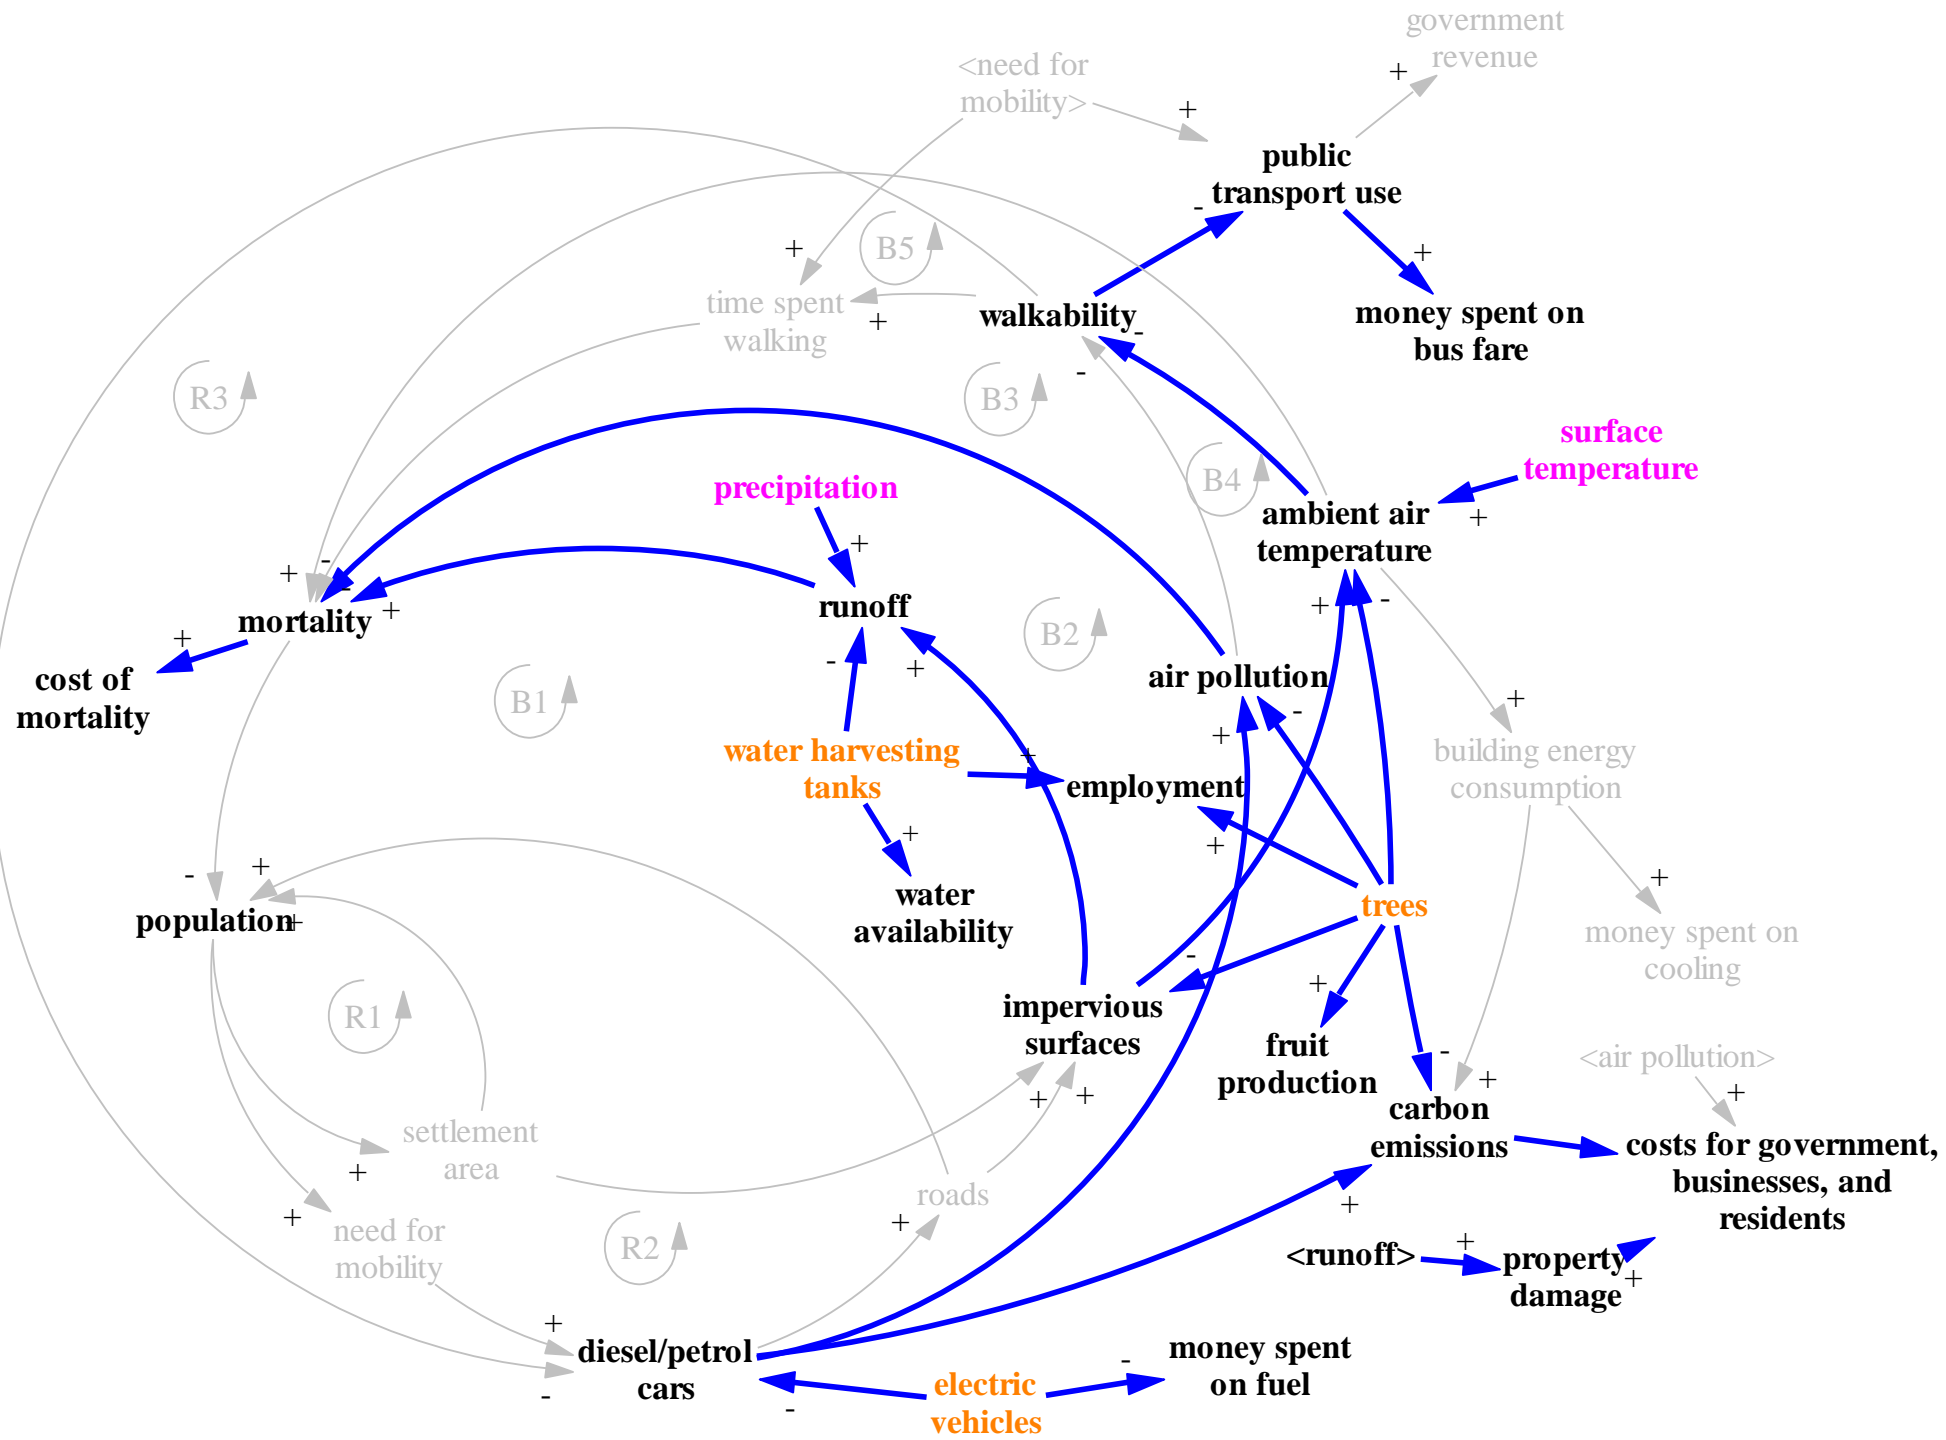 government
revenue
<need for
mobility>
public
transport use
B5
time spent
walking
walkability
money spent on
bus fare
R3
B3
surface
temperature
precipitation
B4
ambient air
temperature
mortality
runoff
B2
cost of
mortality
B1
air pollution
water harvesting
tanks
employment
building energy
consumption
water
availability
trees
population
money spent on
cooling
R1
impervious
surfaces
fruit
production
<air pollution>
carbon
emissions
settlement
area
costs for government,
businesses, and
residents
roads
need for
mobility
R2
<runoff>
property
damage
diesel/petrol
cars
money spent
on fuel
electric
vehicles